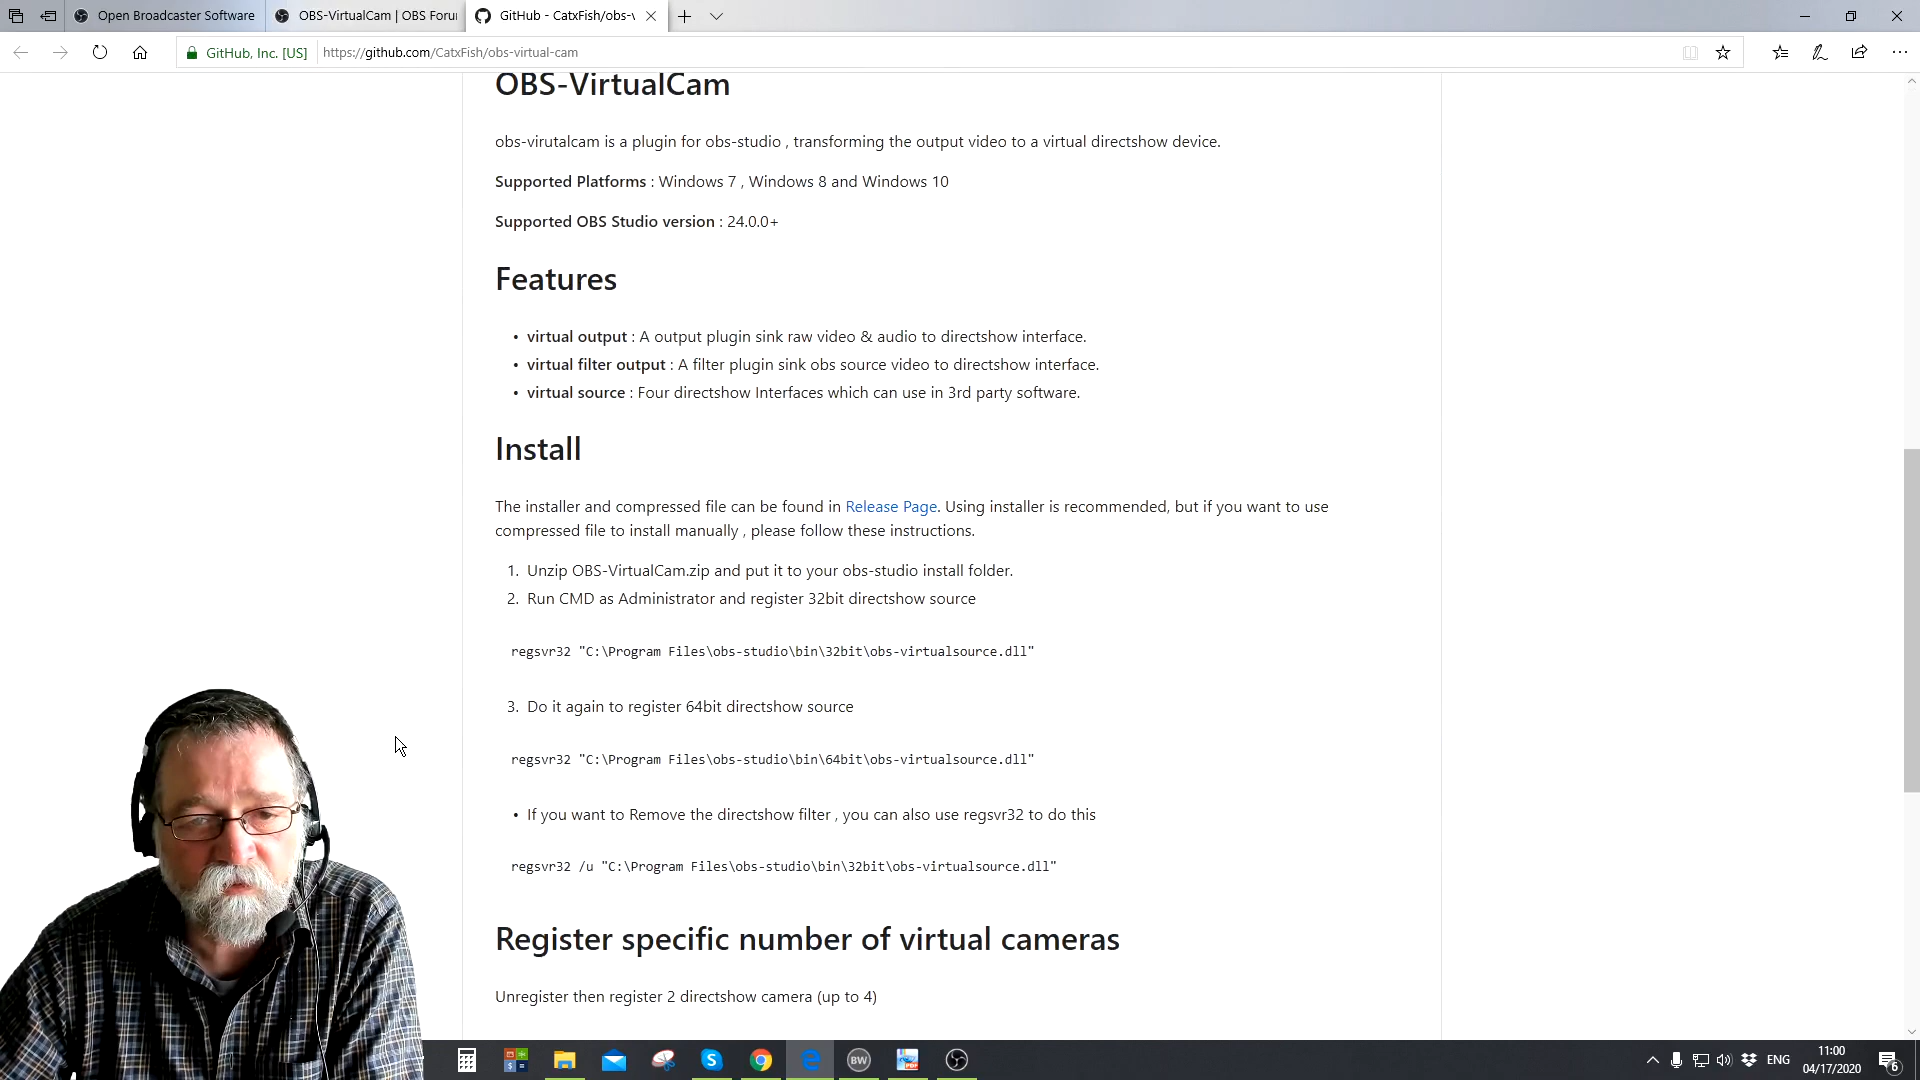 Open Broadcaster Software
OBS-VirtualCam | OBS Foru
GitHub - CatxFish/obs-v
GitHub, Inc. [US]
https://github.com/CatxFish/obs-virtual-cam
OBS-VirtualCam
obs-virutalcam is a plugin for obs-studio , transforming the output video to a virtual directshow device.
Supported Platforms : Windows 7 , Windows 8 and Windows 10
Supported OBS Studio version : 24.0.0+
Features
• virtual output : A output plugin sink raw video & audio to directshow interface.
• virtual filter output : A filter plugin sink obs source video to directshow interface.
• virtual source : Four directshow Interfaces which can use in 3rd party software.
Install
The installer and compressed file can be found in Release Page. Using installer is recommended, but if you want to use
compressed file to install manually , please follow these instructions.
1. Unzip OBS-VirtualCam.zip and put it to your obs-studio install folder.
2. Run CMD as Administrator and register 32bit directshow source
regsvr32 "C:\Program Files\obs-studio\bin\32bit\obs-virtualsource.dll"
3. Do it again to register 64bit directshow source
regsvr32 "C:\Program Files\obs-studio\bin\64bit\obs-virtualsource.dll"
• If you want to Remove the directshow filter , you can also use regsvr32 to do this
regsvr32 /u "C:\Program Files\obs-studio\bin\32bit\obs-virtualsource.dll"
Register specific number of virtual cameras
Unregister then register 2 directshow camera (up to 4)
S
BW
PDF
ENG
11:00
04/17/2020
6